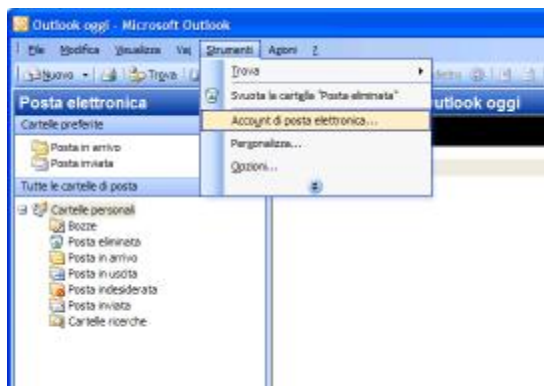 Outlook oggi - Microsoft Outlook
File Modifica Visualizza Vai Strumenti Azioni ?
Nuovo Trova
Trova
Svuota la cartella "Posta eliminata"
Account di posta elettronica...
Personalizza...
Opzioni...
Posta elettronica
utlook oggi
Cartelle preferite
Posta in arrivo
Posta inviata
Tutte le cartelle di posta
Cartelle personali
Bozze
Posta eliminata
Posta in arrivo
Posta in uscita
Posta indesiderata
Posta inviata
Cartelle ricerche